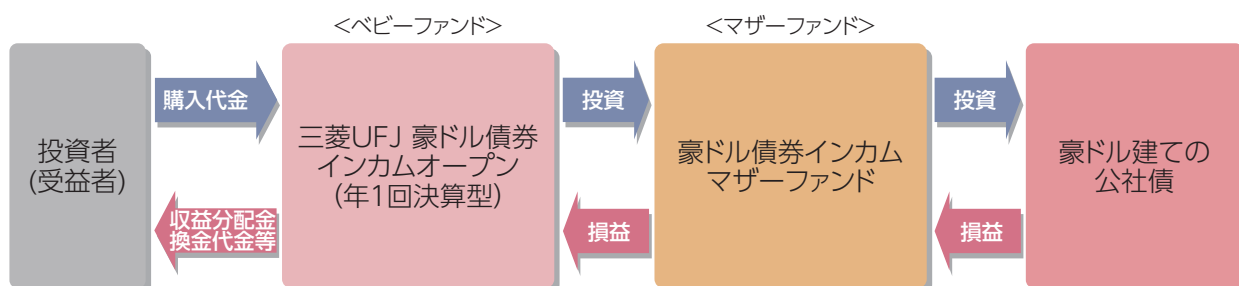 <ベビーファンド>
<マザーファンド>
投資者
(受益者)
購入代金
収益分配金
換金代金等
三菱UFJ 豪ドル債券
インカムオープン
(年1回決算型)
投資
損益
豪ドル債券インカム
マザーファンド
投資
損益
豪ドル建ての
公社債